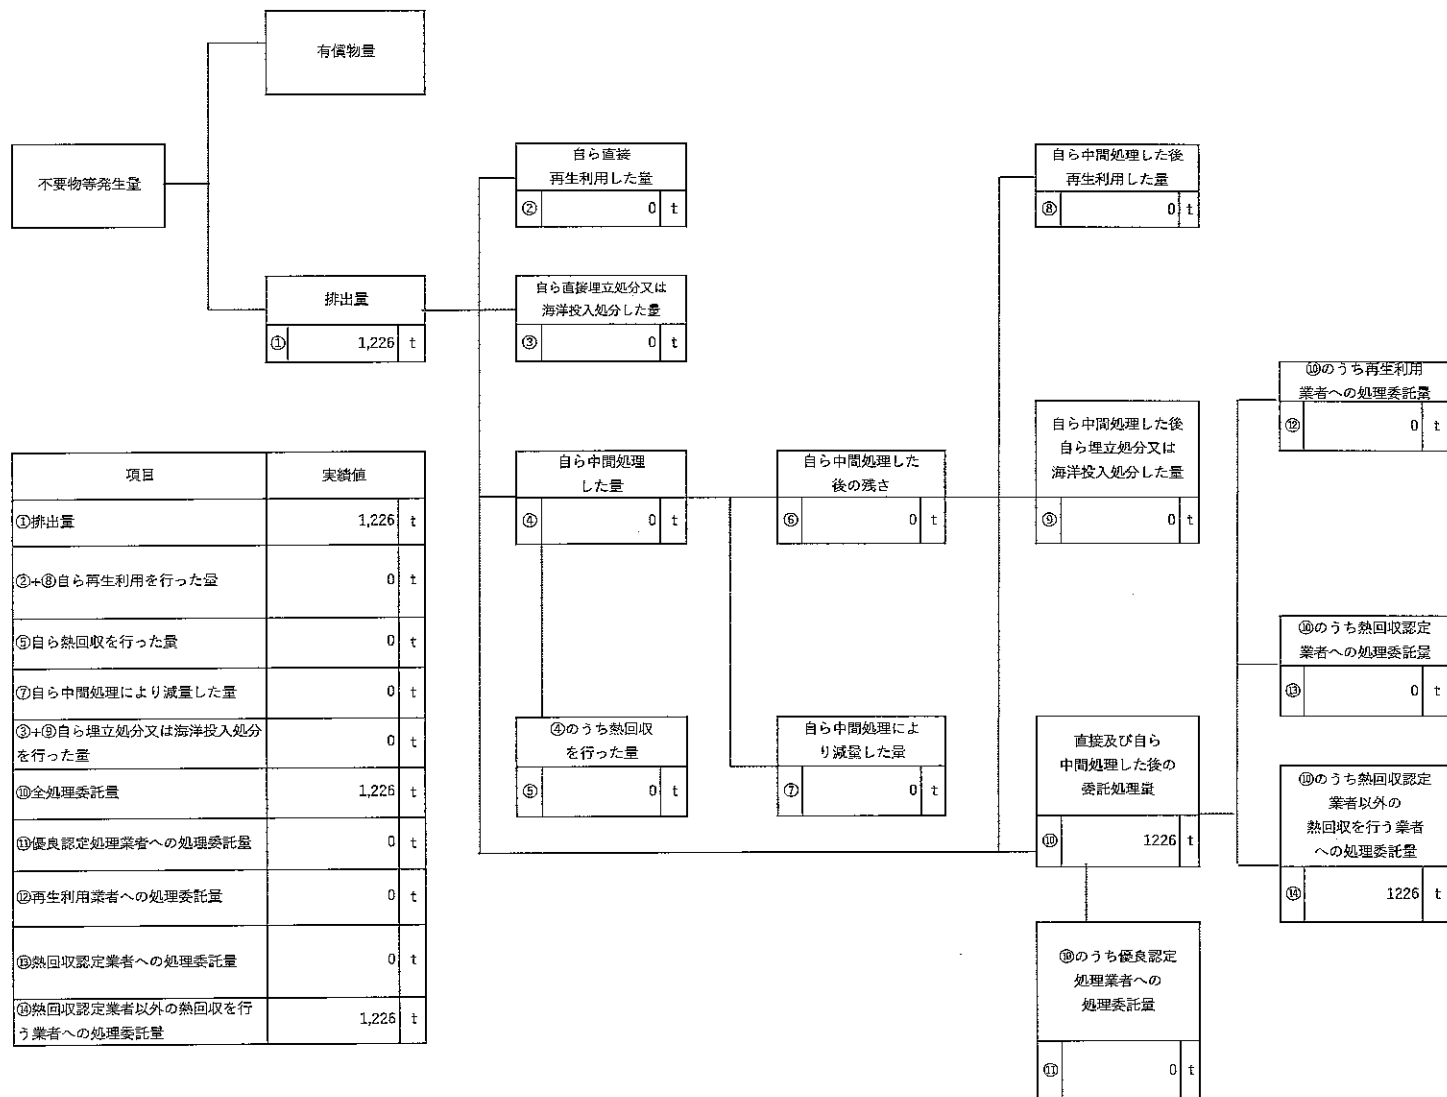 有償物量
不要物等発生量
排出量
① 1,226 t
自ら直接
再生利用した量
② 0 t
自ら直接埋立処分又は
海洋投入処分した量
③ 0 t
自ら中間処理
した量
④ 0 t
④のうち熱回収
を行った量
⑤ 0 t
自ら中間処理した
後の残さ
⑥ 0 t
自ら中間処理によ
り減量した量
⑦ 0 t
自ら中間処理した後
再生利用した量
⑧ 0 t
自ら中間処理した後
自ら埋立処分又は
海洋投入処分した量
⑨ 0 t
直接及び自ら
中間処理した後の
委託処理量
⑩ 1226 t
⑩のうち優良認定
処理業者への
処理委託量
⑪ 0 t
⑩のうち再生利用
業者への処理委託量
⑫ 0 t
⑩のうち熱回収認定
業者への処理委託量
⑬ 0 t
⑩のうち熱回収認定
業者以外の
熱回収を行う業者
への処理委託量
⑭ 1226 t
項目 実績値
①排出量 1,226 t
②+⑧自ら再生利用を行った量 0 t
⑤自ら熱回収を行った量 0 t
⑦自ら中間処理により減量した量 0 t
③+⑨自ら埋立処分又は海洋投入処分
を行った量 0 t
⑩全処理委託量 1,226 t
⑪優良認定処理業者への処理委託量 0 t
⑫再生利用業者への処理委託量 0 t
⑬熱回収認定業者への処理委託量 0 t
⑭熱回収認定業者以外の熱回収を行
う業者への処理委託量 1,226 t